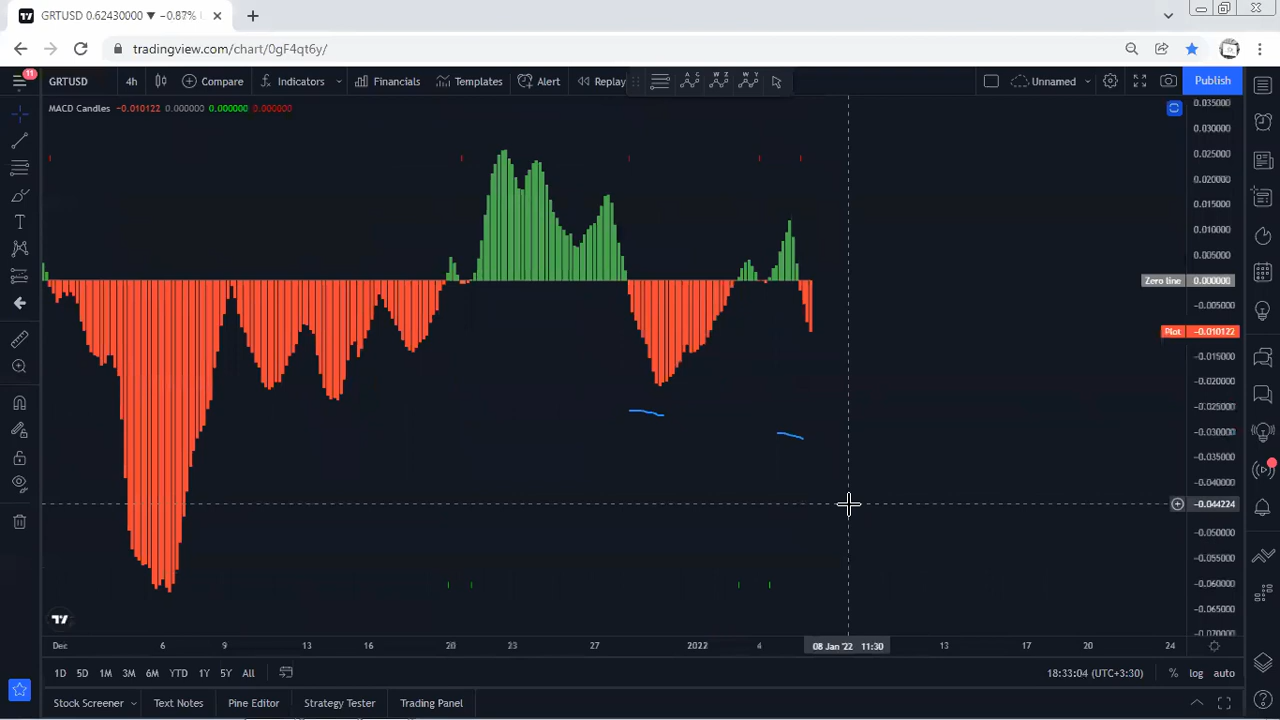 GRTUSD 0.62430000 ▼ −0.87%
tradingview.com/chart/0gF4qt6y/
11
GRTUSD 4h Compare Indicators Financials Templates Alert Replay Unnamed Publish
MACD Candles −0.010122 0.000000 0.000000 0.000000
0.035000
0.030000
0.025000
0.020000
0.015000
0.010000
0.005000
Zero line 0.000000
−0.005000
Plot −0.010122
−0.015000
−0.020000
−0.025000
−0.030000
−0.035000
−0.040000
−0.044224
−0.050000
−0.055000
−0.060000
−0.065000
−0.070000
Dec 6 9 13 16 20 23 27 2022 4 08 Jan '22 11:30 13 17 20 24
1D 5D 1M 3M 6M YTD 1Y 5Y All 18:33:04 (UTC+3:30) % log auto
Stock Screener Text Notes Pine Editor Strategy Tester Trading Panel